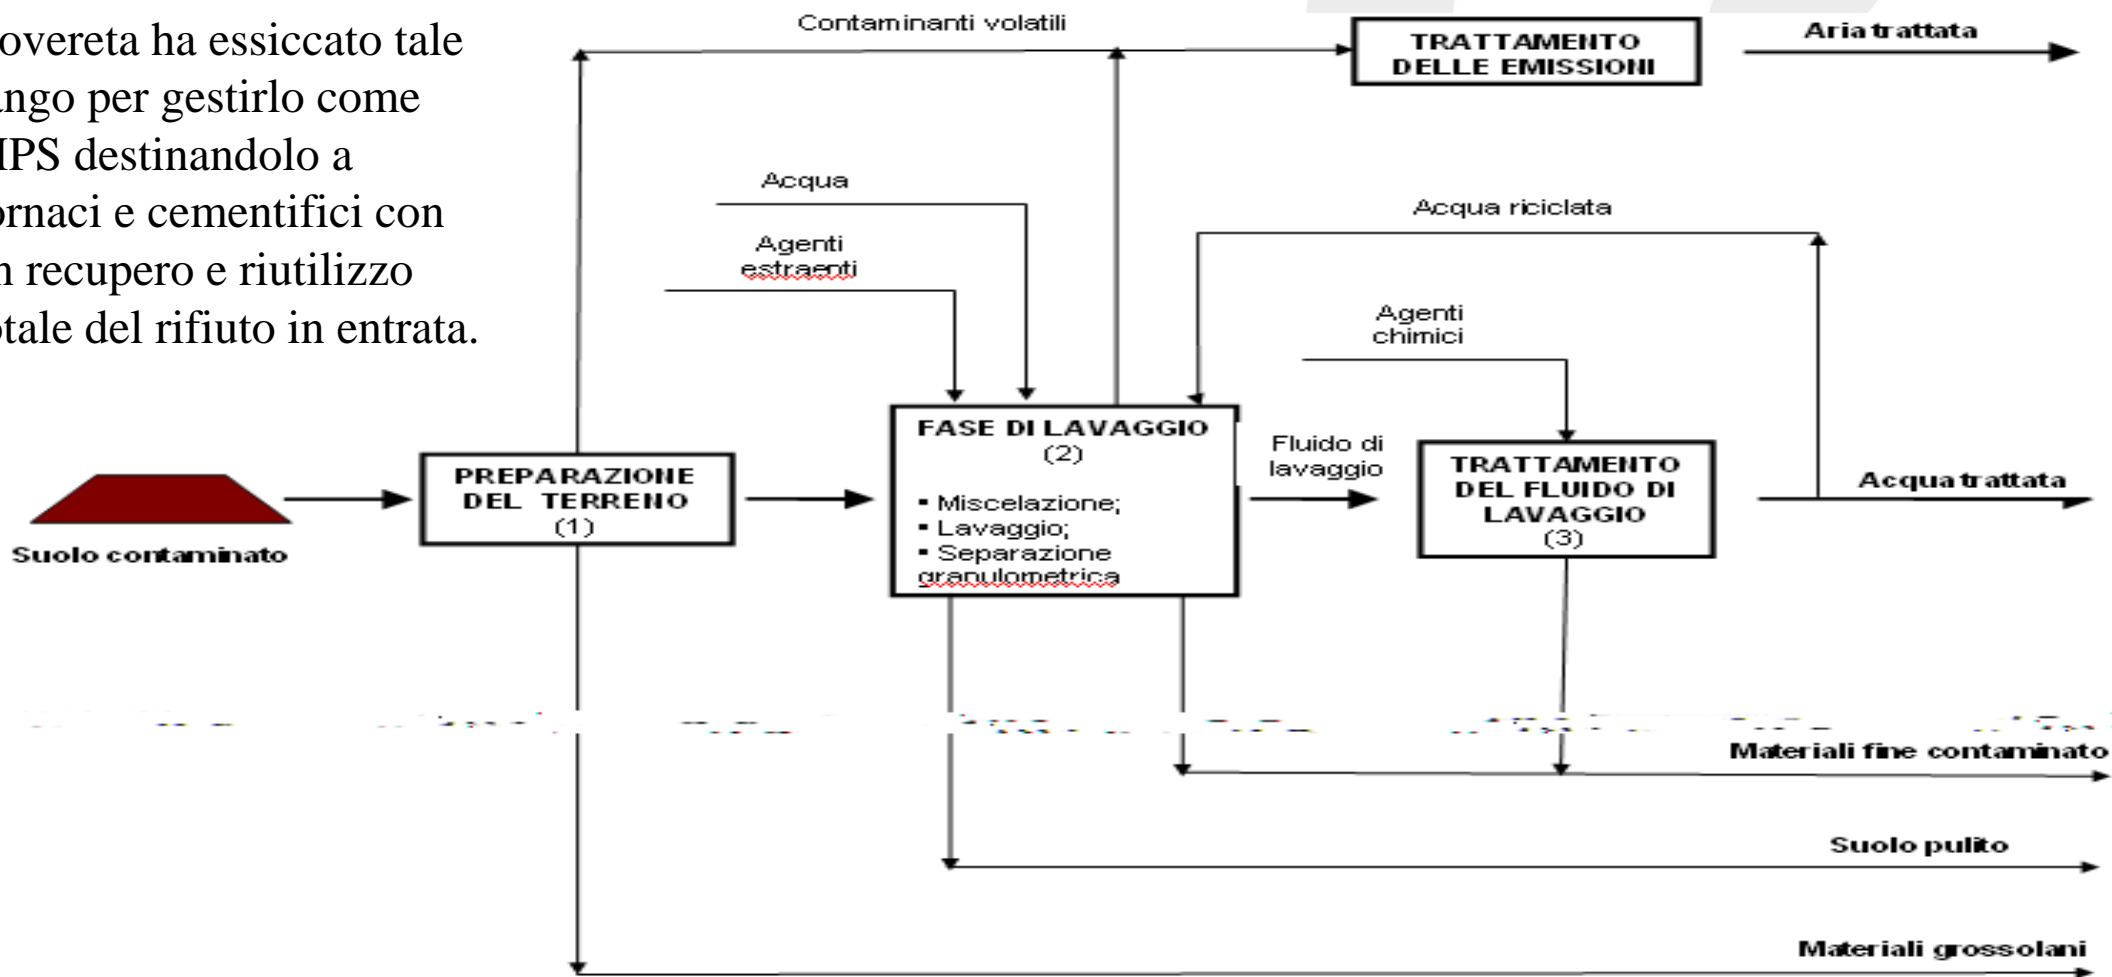 overeta ha essiccato tale
ango per gestirlo come
IPS destinandolo a
ornaci e cementifici con
n recupero e riutilizzo
otale del rifiuto in entrata.
Contaminanti volatili
TRATTAMENTO
DELLE EMISSIONI
Aria trattata
Acqua
Agenti
estraenti
Acqua riciclata
Agenti
chimici
Suolo contaminato
PREPARAZIONE
DEL TERRENO
(1)
FASE DI LAVAGGIO
(2)
▪ Miscelazione;
▪ Lavaggio;
▪ Separazione
granulometrica
Fluido di
lavaggio
TRATTAMENTO
DEL FLUIDO DI
LAVAGGIO
(3)
Acqua trattata
Materiali fine contaminato
Suolo pulito
Materiali grossolani